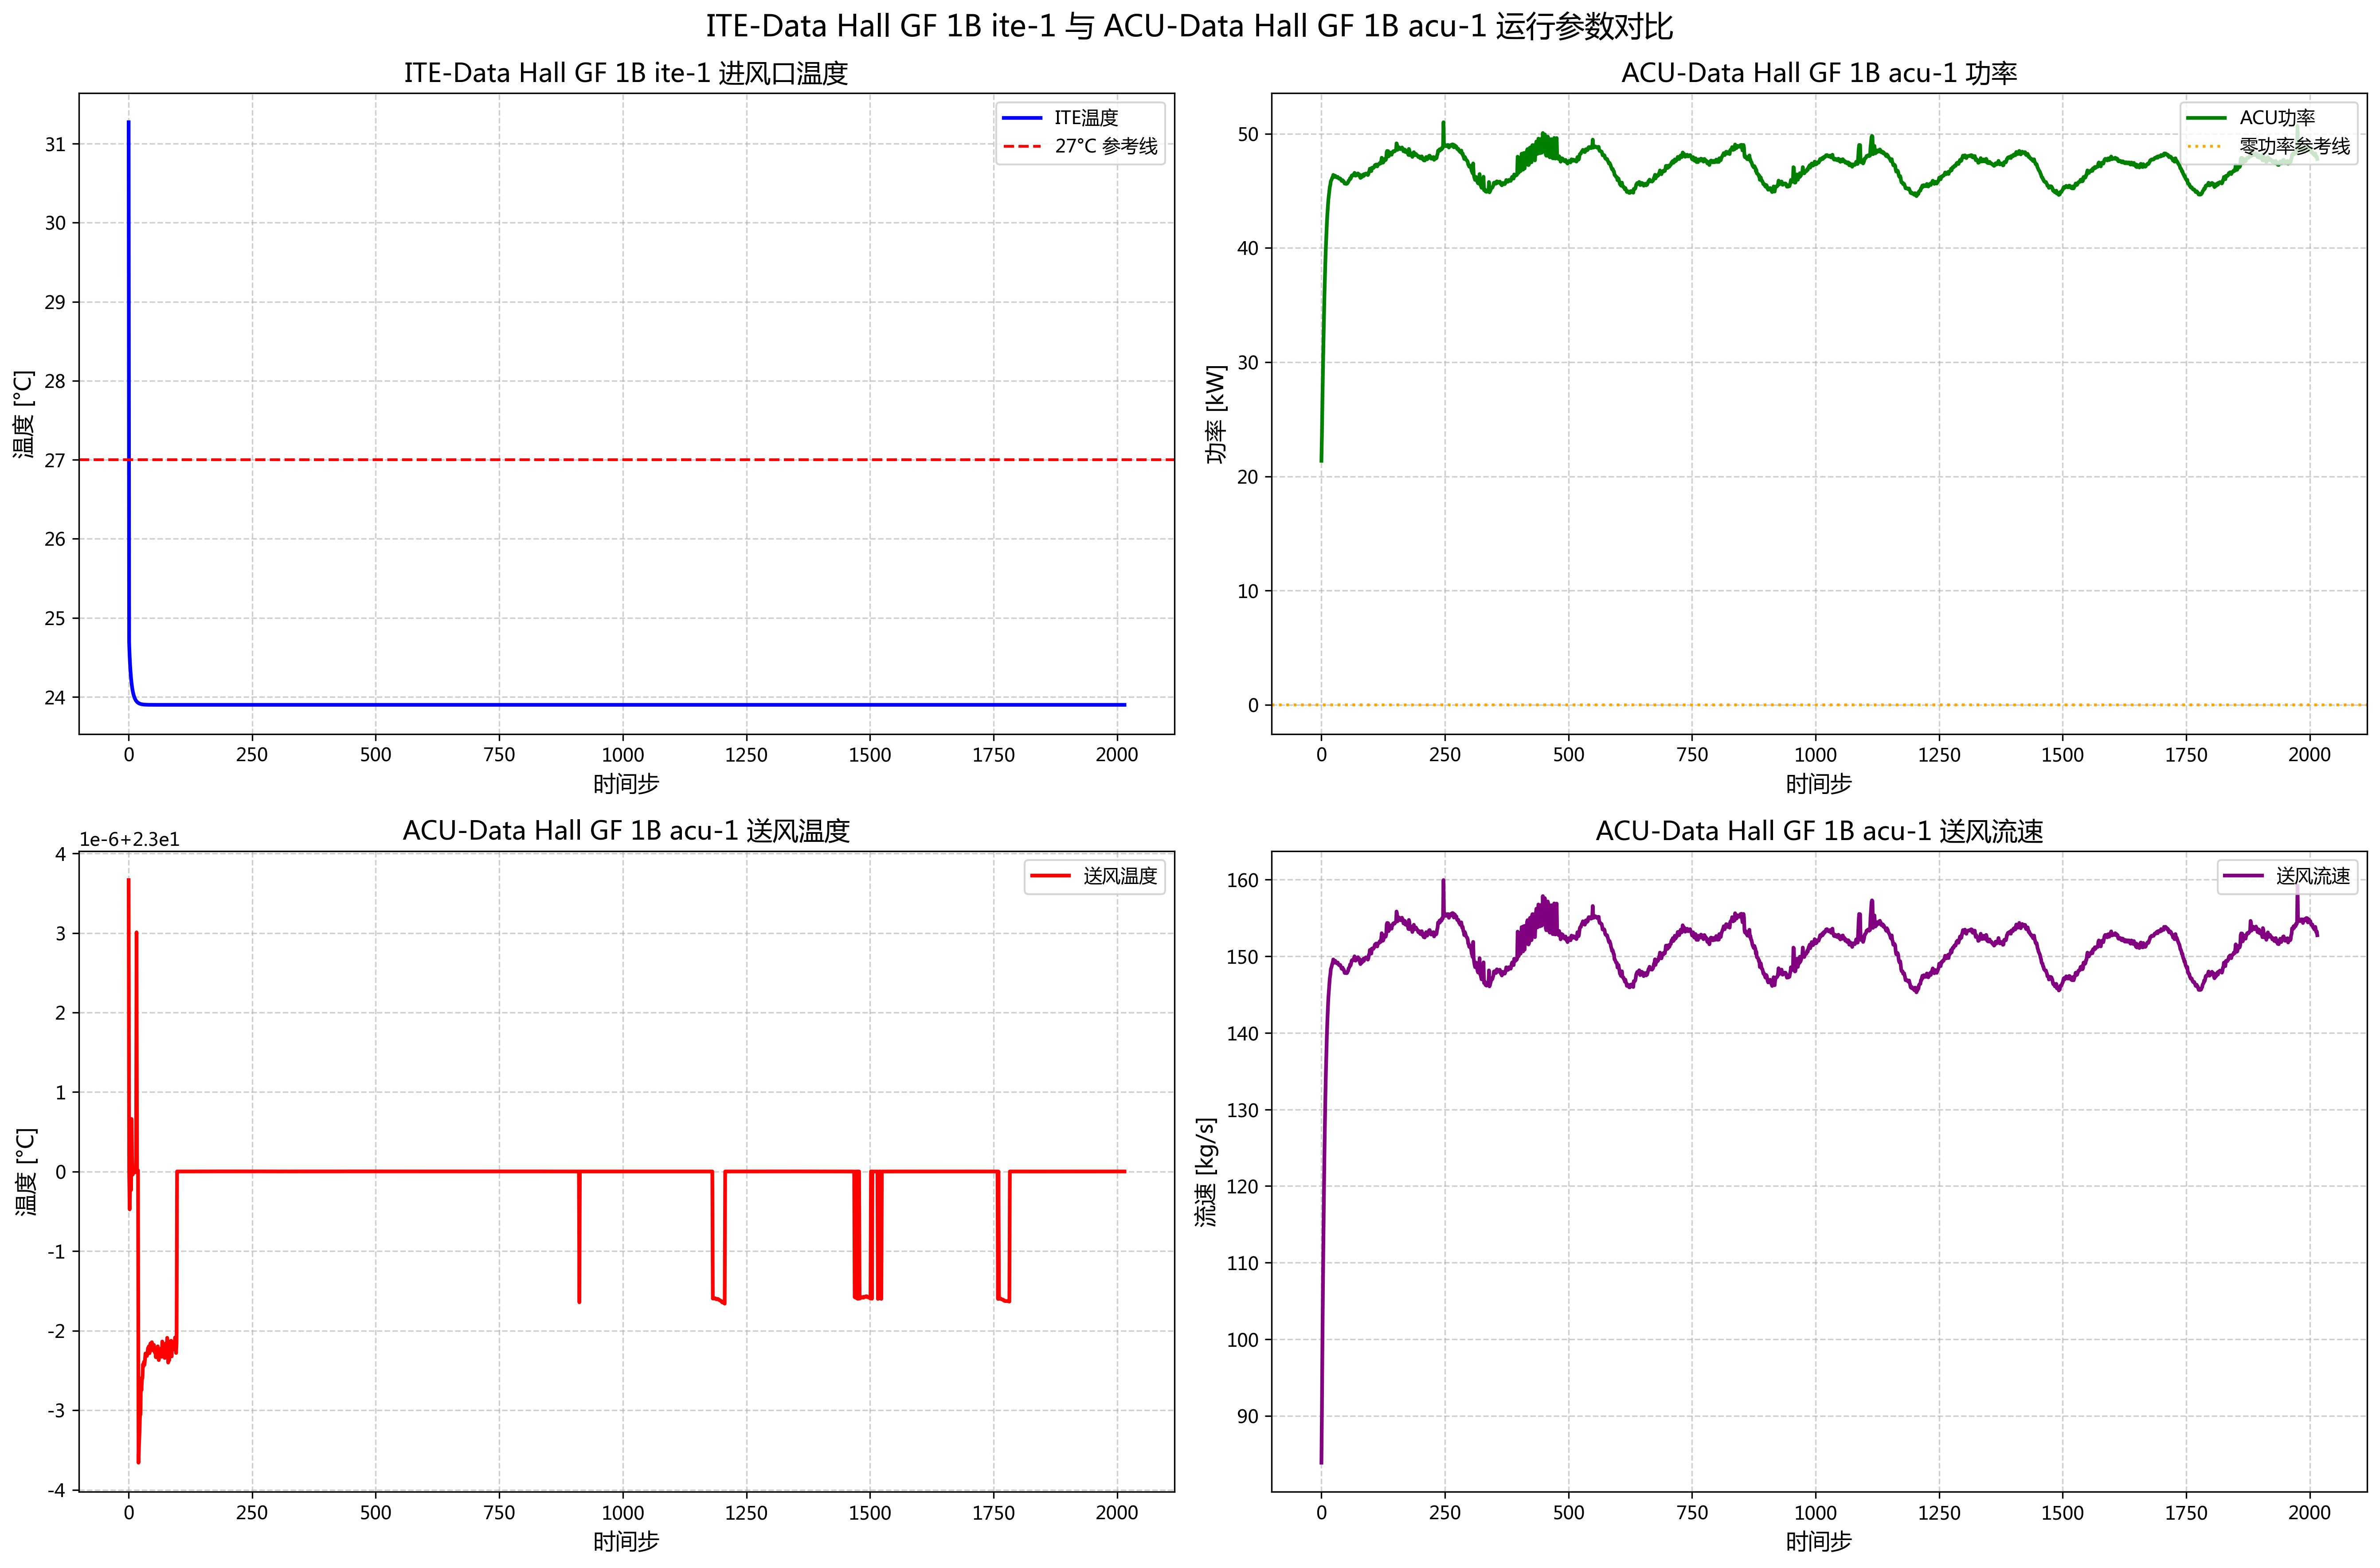 ITE-Data Hall GF 1B ite-1 与 ACU-Data Hall GF 1B acu-1 运行参数对比
ITE-Data Hall GF 1B ite-1 进风口温度
温度 [°C]
31
30
29
28
27
26
25
24
ITE温度
27°C 参考线
0 250 500 750 1000 1250 1500 1750 2000
时间步
ACU-Data Hall GF 1B acu-1 功率
功率 [kW]
50
40
30
20
10
0
ACU功率
零功率参考线
0 250 500 750 1000 1250 1500 1750 2000
时间步
ACU-Data Hall GF 1B acu-1 送风温度
1e-6+2.3e1
温度 [°C]
4
3
2
1
0
-1
-2
-3
-4
送风温度
0 250 500 750 1000 1250 1500 1750 2000
时间步
ACU-Data Hall GF 1B acu-1 送风流速
流速 [kg/s]
160
150
140
130
120
110
100
90
送风流速
0 250 500 750 1000 1250 1500 1750 2000
时间步